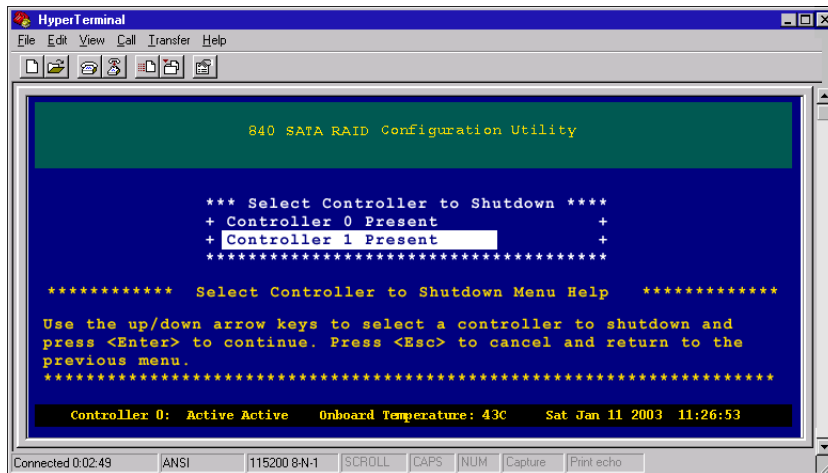 HyperTerminal
File Edit View Call Transfer Help
840 SATA RAID Configuration Utility
*** Select Controller to Shutdown ****
+ Controller 0 Present +
+ Controller 1 Present +
**************************************
************ Select Controller to Shutdown Menu Help *************
Use the up/down arrow keys to select a controller to shutdown and
press <Enter> to continue. Press <Esc> to cancel and return to the
previous menu.
**********************************************************************
Controller 0: Active Active Onboard Temperature: 43C Sat Jan 11 2003 11:26:53
Connected 0:02:49 ANSI 115200 8-N-1 SCROLL CAPS NUM Capture Print echo